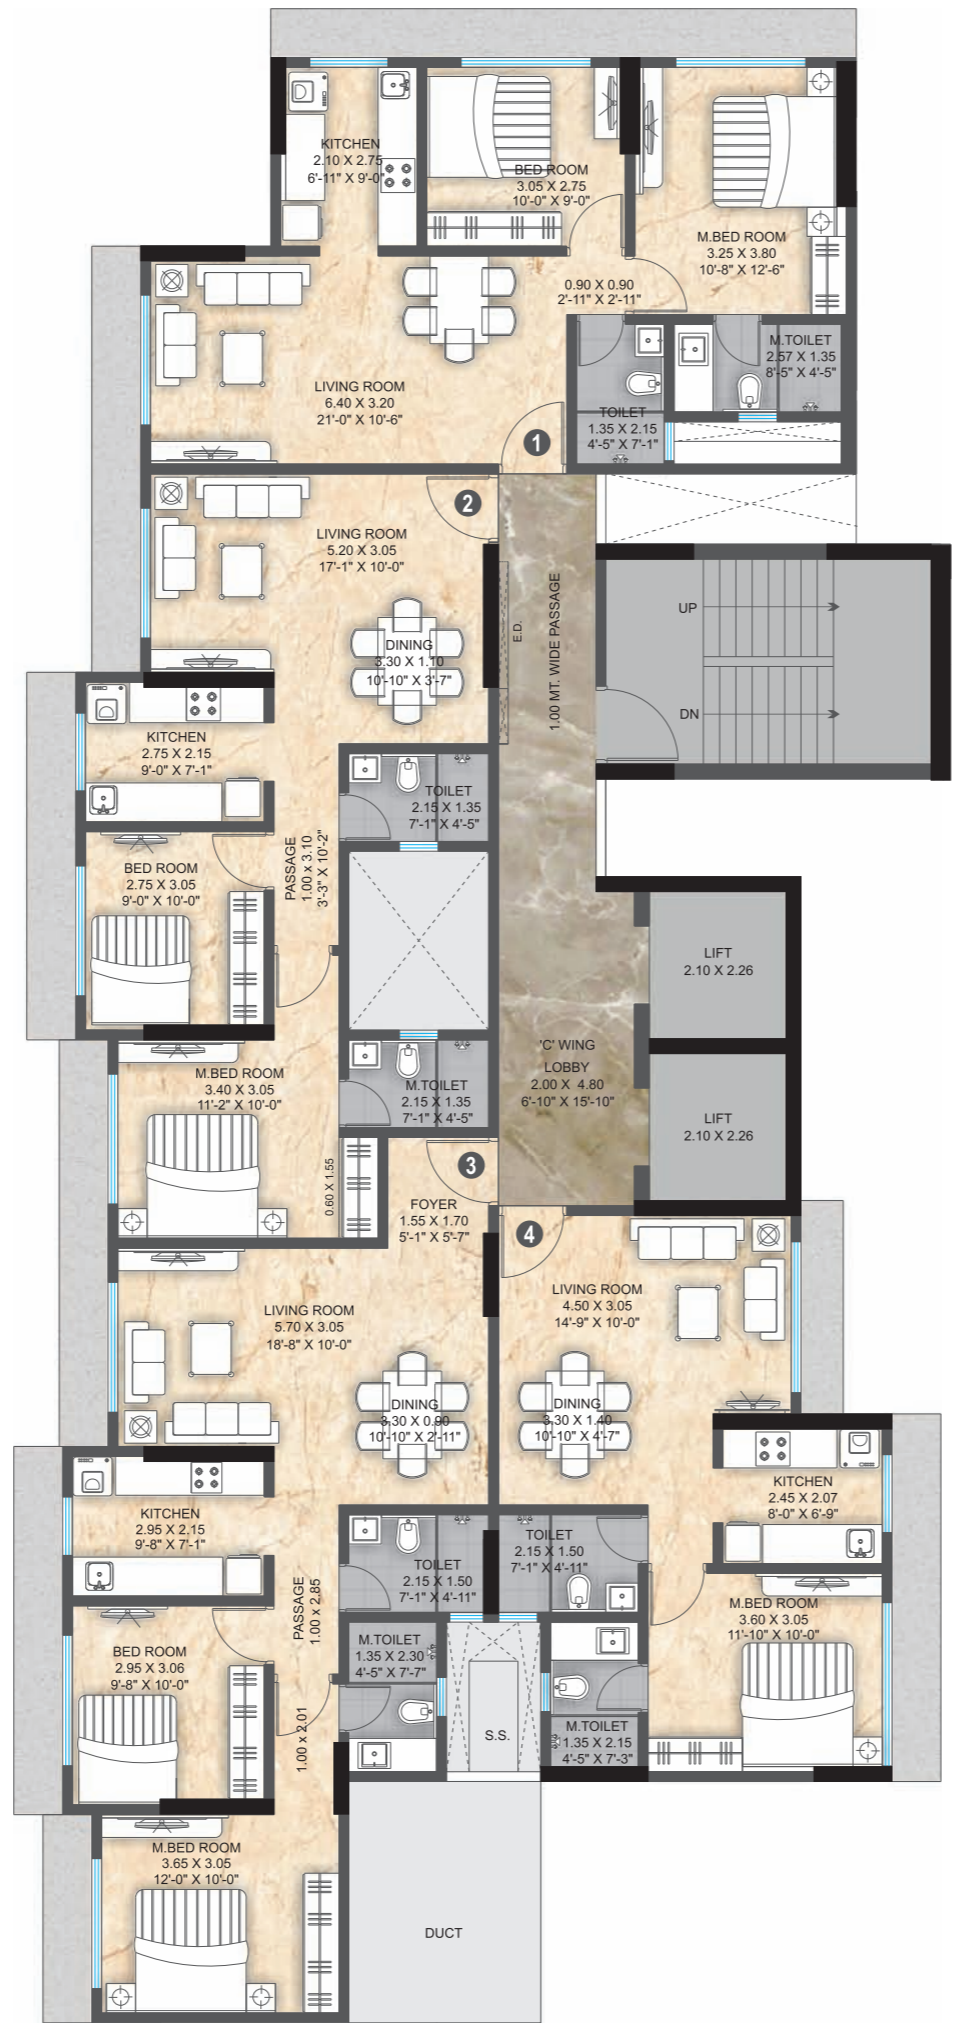 KITCHEN
2.10 X 2.75
6'-11" X 9'-0"
BED ROOM
3.05 X 2.75
10'-0" X 9'-0"
M.BED ROOM
3.25 X 3.80
10'-8" X 12'-6"
0.90 X 0.90
2'-11" X 2'-11"
LIVING ROOM
6.40 X 3.20
21'-0" X 10'-6"
M.TOILET
2.57 X 1.35
8'-5" X 4'-5"
TOILET
1.35 X 2.15
4'-5" X 7'-1"
1
2
LIVING ROOM
5.20 X 3.05
17'-1" X 10'-0"
DINING
3.30 X 1.10
10'-10" X 3'-7"
E.D.
1.00 MT. WIDE PASSAGE
UP
DN
KITCHEN
2.75 X 2.15
9'-0" X 7'-1"
TOILET
2.15 X 1.35
7'-1" X 4'-5"
BED ROOM
2.75 X 3.05
9'-0" X 10'-0"
PASSAGE
1.00 x 3.10
3'-3" X 10'-2"
LIFT
2.10 X 2.26
'C' WING
LOBBY
2.00 X 4.80
6'-10" X 15'-10"
M.BED ROOM
3.40 X 3.05
11'-2" X 10'-0"
M.TOILET
2.15 X 1.35
7'-1" X 4'-5"
LIFT
2.10 X 2.26
0.60 X 1.55
3
FOYER
1.55 X 1.70
5'-1" X 5'-7"
4
LIVING ROOM
5.70 X 3.05
18'-8" X 10'-0"
LIVING ROOM
4.50 X 3.05
14'-9" X 10'-0"
DINING
3.30 X 0.90
10'-10" X 2'-11"
DINING
3.30 X 1.40
10'-10" X 4'-7"
KITCHEN
2.95 X 2.15
9'-8" X 7'-1"
KITCHEN
2.45 X 2.07
8'-0" X 6'-9"
TOILET
2.15 X 1.50
7'-1" X 4'-11"
TOILET
2.15 X 1.50
7'-1" X 4'-11"
PASSAGE
1.00 x 2.85
BED ROOM
2.95 X 3.06
9'-8" X 10'-0"
M.TOILET
1.35 X 2.30
4'-5" X 7'-7"
M.BED ROOM
3.60 X 3.05
11'-10" X 10'-0"
1.00 x 2.01
S.S.
M.TOILET
1.35 X 2.15
4'-5" X 7'-3"
M.BED ROOM
3.65 X 3.05
12'-0" X 10'-0"
DUCT